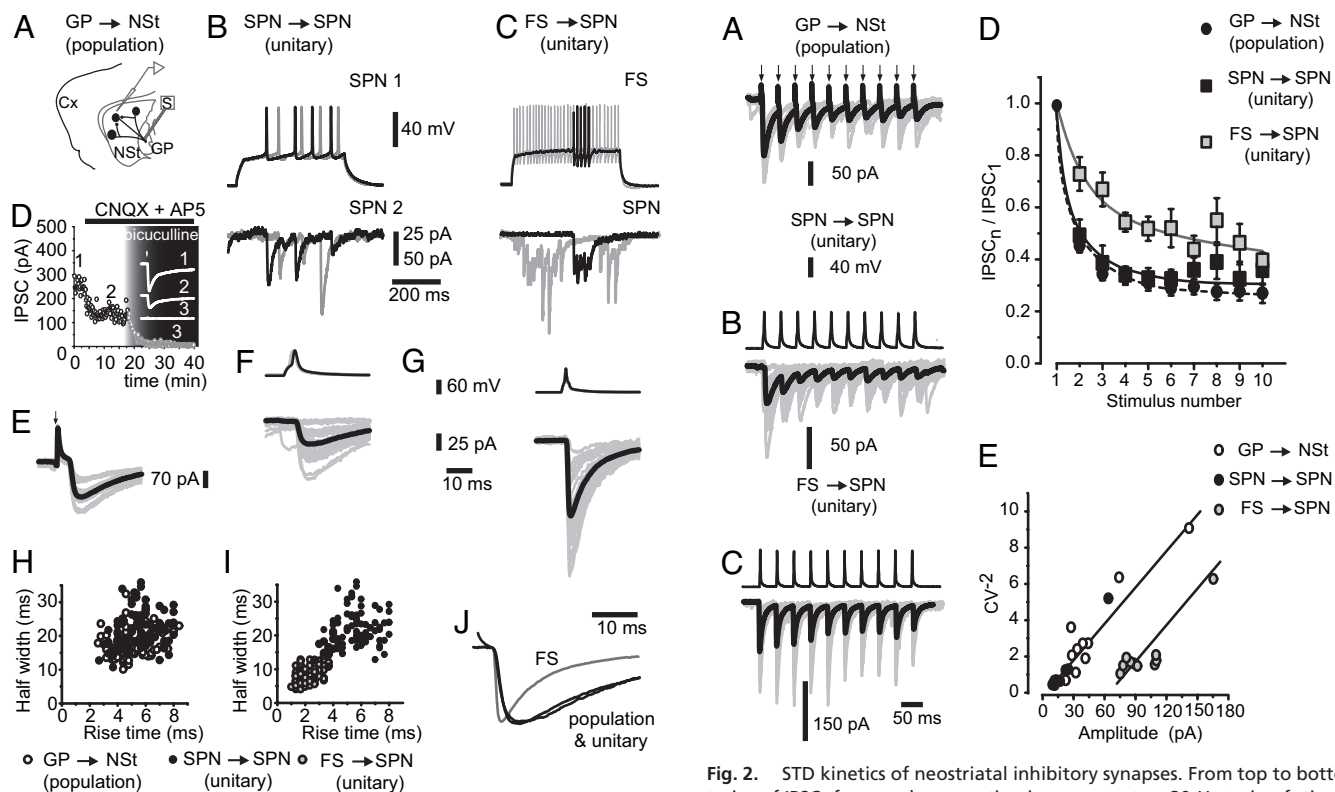 A GP → NSt
(population)
Cx
S
NSt
GP
B SPN → SPN
(unitary)
SPN 1
40 mV
SPN 2
25 pA
50 pA
200 ms
C FS → SPN
(unitary)
FS
SPN
D CNQX + AP5
bicuculline
IPSC (pA)
500
400
300
200
100
0
1
2
1
2
3
3
0 10 20 30 40
time (min)
E
70 pA
F
G
60 mV
25 pA
10 ms
H
Half width (ms)
30
20
10
0
0 2 4 6 8
Rise time (ms)
I
Half width (ms)
30
20
10
0
0 2 4 6 8
Rise time (ms)
J
10 ms
FS
population
& unitary
GP → NSt
(population)
SPN → SPN
(unitary)
FS → SPN
(unitary)
A
GP → NSt
(population)
50 pA
SPN → SPN
(unitary)
40 mV
B
50 pA
FS → SPN
(unitary)
C
150 pA
50 ms
D
GP → NSt
(population)
SPN → SPN
(unitary)
FS → SPN
(unitary)
IPSCn / IPSC1
1.0
0.8
0.6
0.4
0.2
0.0
1 2 3 4 5 6 7 8 9 10
Stimulus number
E
GP → NSt
SPN → SPN
FS → SPN
CV-2
10
8
6
4
2
0
0 30 60 90 120 150 180
Amplitude (pA)
Fig. 2. STD kinetics of neostriatal inhibitory synapses. From top to botto